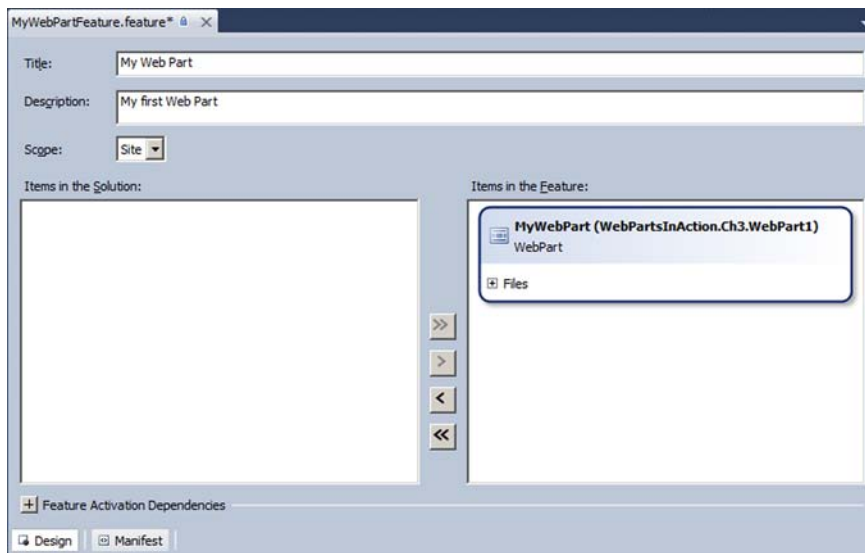 MyWebPartFeature.feature*
Title: My Web Part
Description: My first Web Part
Scope: Site
Items in the Solution: Items in the Feature:
MyWebPart (WebPartsInAction.Ch3.WebPart1)
WebPart
Files
>>
>
<
<<
Feature Activation Dependencies
Design Manifest